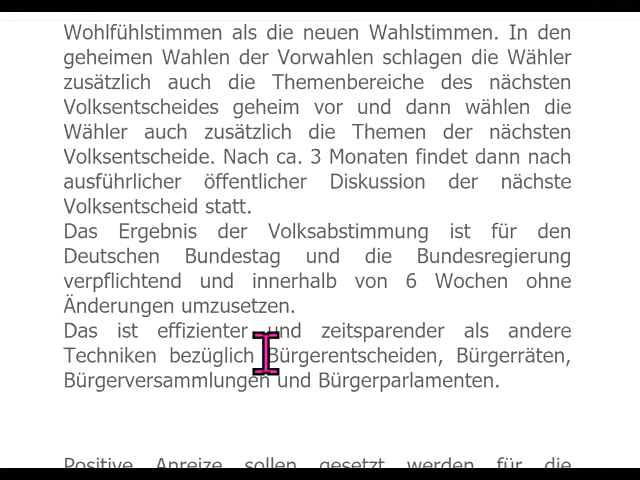 Wohlfühlstimmen als die neuen Wahlstimmen. In den
geheimen Wahlen der Vorwahlen schlagen die Wähler
zusätzlich auch die Themenbereiche des nächsten
Volksentscheides geheim vor und dann wählen die
Wähler auch zusätzlich die Themen der nächsten
Volksentscheide. Nach ca. 3 Monaten findet dann nach
ausführlicher öffentlicher Diskussion der nächste
Volksentscheid statt.
Das Ergebnis der Volksabstimmung ist für den
Deutschen Bundestag und die Bundesregierung
verpflichtend und innerhalb von 6 Wochen ohne
Änderungen umzusetzen.
Das ist effizienter und zeitsparender als andere
Techniken bezüglich Bürgerentscheiden, Bürgerräten,
Bürgerversammlungen und Bürgerparlamenten.
Positive Anreize sollen gesetzt werden für die